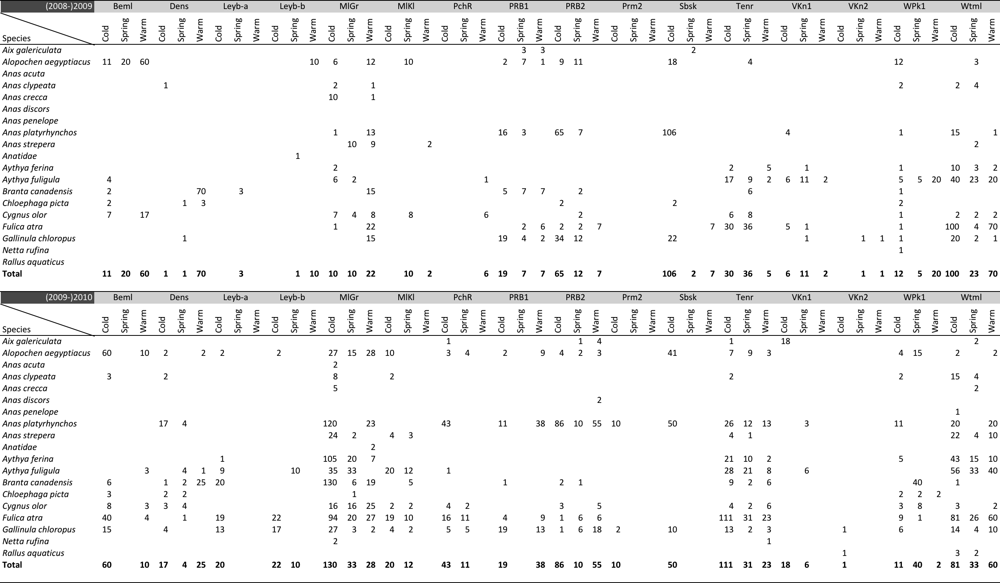 (2008-)2009 Beml Dens Leyb-a Leyb-b MlGr MlKl PchR PRB1 PRB2 Prm2 Sbsk Tenr VKn1 VKn2 WPk1 Wtml
Species Cold Spring Warm Cold Spring Warm Cold Spring Warm Cold Spring Warm Cold Spring Warm Cold Spring Warm Cold Spring Warm Cold Spring Warm Cold Spring Warm Cold Spring Warm Cold Spring Warm Cold Spring Warm Cold Spring Warm Cold Spring Warm Cold Spring Warm Cold Spring Warm
Aix galericulata 3 3 2
Alopochen aegyptiacus 11 20 60 10 6 12 10 2 7 1 9 11 18 4 12 3
Anas acuta
Anas clypeata 1 2 1 2 2 4
Anas crecca 10 1
Anas discors
Anas penelope
Anas platyrhynchos 1 13 16 3 65 7 106 4 1 15 1
Anas strepera 10 9 2 2
Anatidae 1
Aythya ferina 2 2 5 1 1 10 3 2
Aythya fuligula 4 6 2 1 17 9 2 6 11 2 5 5 20 40 23 20
Branta canadensis 2 70 3 15 5 7 7 2 6 1
Chloephaga picta 2 1 3 2 2 2
Cygnus olor 7 17 7 4 8 8 6 2 6 8 1 2 2 2
Fulica atra 1 22 2 6 2 2 7 7 30 36 5 1 1 100 4 70
Gallinula chloropus 1 15 19 4 2 34 12 22 1 1 1 1 20 2 1
Netta rufina 1
Rallus aquaticus
Total 11 20 60 1 1 70 3 1 10 10 10 22 10 2 6 19 7 7 65 12 7 106 2 7 30 36 5 6 11 2 1 1 12 5 20 100 23 70
(2009-)2010 Beml Dens Leyb-a Leyb-b MlGr MlKl PchR PRB1 PRB2 Prm2 Sbsk Tenr VKn1 VKn2 WPk1 Wtml
Species Cold Spring Warm Cold Spring Warm Cold Spring Warm Cold Spring Warm Cold Spring Warm Cold Spring Warm Cold Spring Warm Cold Spring Warm Cold Spring Warm Cold Spring Warm Cold Spring Warm Cold Spring Warm Cold Spring Warm Cold Spring Warm Cold Spring Warm Cold Spring Warm
Aix galericulata 1 1 4 1 18 2
Alopochen aegyptiacus 60 10 2 2 2 2 27 15 28 10 3 4 2 9 4 2 3 41 7 9 3 4 15 2 2
Anas acuta 2
Anas clypeata 3 2 8 2 2 2 15 4
Anas crecca 5 2
Anas discors 2
Anas penelope 1
Anas platyrhynchos 17 4 120 23 43 11 38 86 10 55 10 50 26 12 13 3 11 20 20
Anas strepera 24 2 4 3 4 1 22 4 10
Anatidae 2
Aythya ferina 1 105 20 7 21 10 2 5 43 15 10
Aythya fuligula 3 4 1 9 10 35 33 20 12 1 28 21 8 6 56 33 40
Branta canadensis 6 1 2 25 20 130 6 19 5 1 2 1 9 2 6 40 1
Chloephaga picta 3 2 2 1 2 2 2
Cygnus olor 8 3 3 4 16 16 25 2 2 4 2 3 5 4 2 6 3 8 3 2
Fulica atra 40 4 1 19 22 94 20 27 19 10 16 11 4 9 1 6 6 111 31 23 9 1 81 26 60
Gallinula chloropus 15 4 13 17 27 3 2 4 2 5 5 19 13 1 6 18 2 10 13 2 3 1 6 14 4 10
Netta rufina 2 1
Rallus aquaticus 1 3 2
Total 60 10 17 4 25 20 22 10 130 33 28 20 12 43 11 19 38 86 10 55 10 50 111 31 23 18 6 1 11 40 2 81 33 60